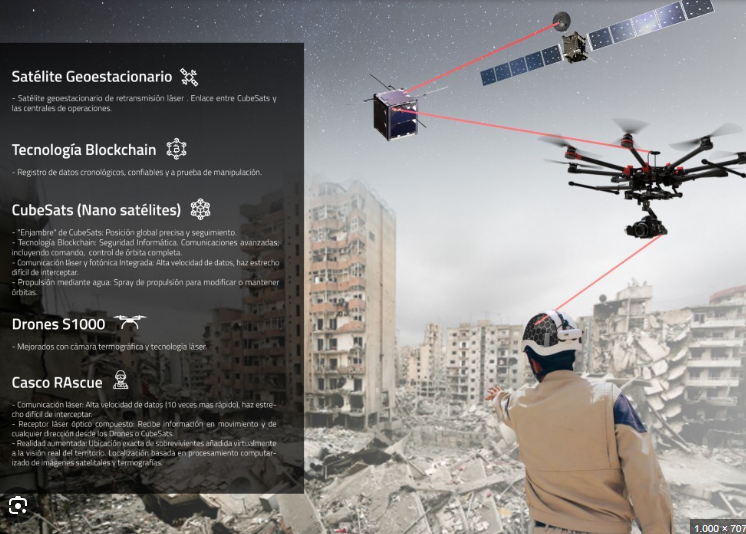 Satélite Geoestacionario
- Satélite geoestacionario de retransmisión láser . Enlace entre CubeSats y
las centrales de operaciones.
Tecnología Blockchain
- Registro de datos cronológicos, confiables y a prueba de manipulación.
CubeSats (Nano satélites)
- "Enjambre" de CubeSats: Posición global precisa y seguimiento.
- Tecnología Blockchain: Seguridad Informática. Comunicaciones avanzadas;
incluyendo comando, control de órbita completa.
- Comunicación láser y fotónica Integrada: Alta velocidad de datos, haz estrecho
difícil de interceptar.
- Propulsión mediante agua: Spray de propulsión para modificar o mantener
órbitas.
Drones S1000
- Mejorados con cámara termográfica y tecnología láser.
Casco RAscue
- Comunicación láser: Alta velocidad de datos (10 veces mas rápido), haz estre-
cho difícil de interceptar.
- Receptor láser óptico compuesto: Recibe información en movimiento y de
cualquier dirección desde los Drones o CubeSats.
- Realidad aumentada: Ubicación exacta de sobrevivientes añadida virtualmente
a la visión real del territorio. Localización basada en procesamiento computar-
izado de imágenes satelitales y termografías.
1.000 × 707